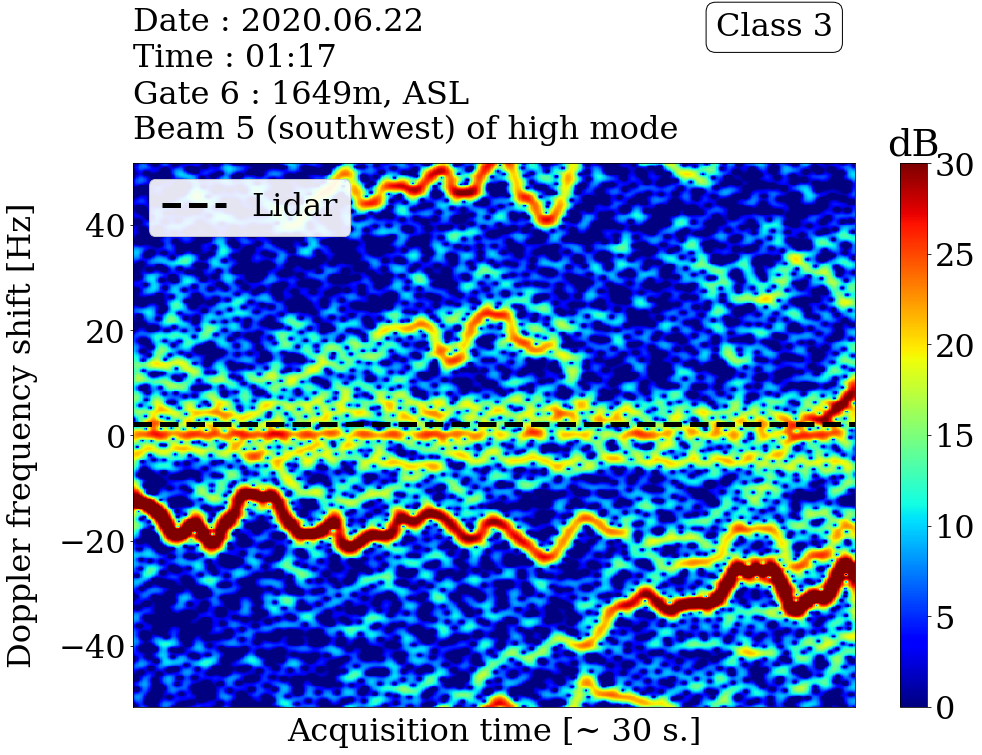 Date : 2020.06.22
Time : 01:17
Gate 6 : 1649m, ASL
Beam 5 (southwest) of high mode
Class 3
dB
Lidar
Doppler frequency shift [Hz]
40
20
0
−20
−40
30
25
20
15
10
5
0
Acquisition time [~ 30 s.]